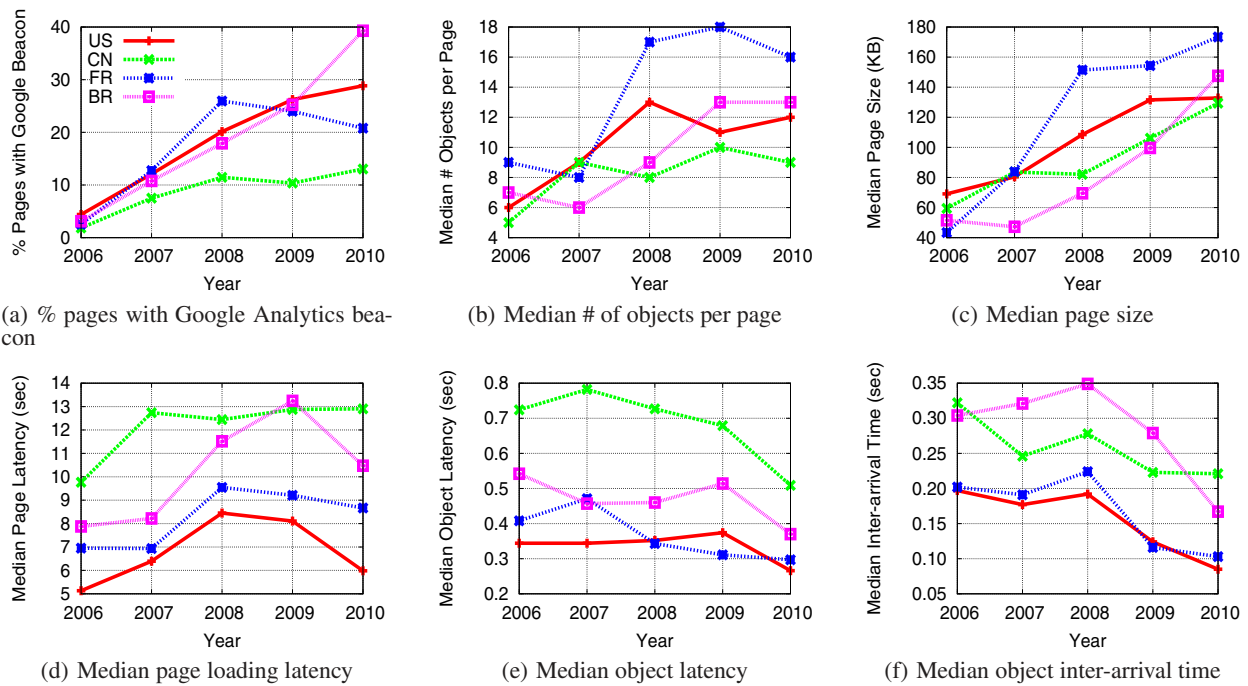 % Pages with Google Beacon
40
30
20
10
0
US
CN
FR
BR
2006 2007 2008 2009 2010
Year
(a) % pages with Google Analytics bea-
con
Median # Objects per Page
18
16
14
12
10
8
6
4
2006 2007 2008 2009 2010
Year
(b) Median # of objects per page
Median Page Size (KB)
180
160
140
120
100
80
60
40
2006 2007 2008 2009 2010
Year
(c) Median page size
Median Page Latency (sec)
14
13
12
11
10
9
8
7
6
5
2006 2007 2008 2009 2010
Year
(d) Median page loading latency
Median Object Latency (sec)
0.8
0.7
0.6
0.5
0.4
0.3
0.2
2006 2007 2008 2009 2010
Year
(e) Median object latency
Median Inter-arrival Time (sec)
0.35
0.30
0.25
0.20
0.15
0.10
0.05
2006 2007 2008 2009 2010
Year
(f) Median object inter-arrival time